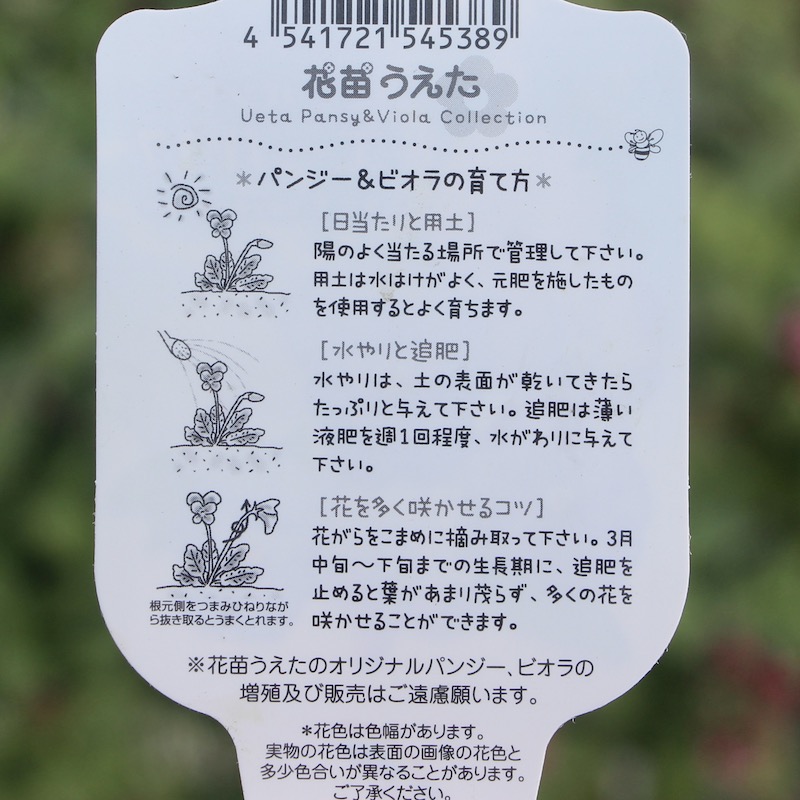 4 541721 545389
花苗うえた
Ueta Pansy&Viola Collection
*パンジー&ビオラの育て方*
[日当たりと用土]
陽のよく当たる場所で管理して下さい。
用土は水はけがよく、元肥を施したもの
を使用するとよく育ちます。
[水やりと追肥]
水やりは、土の表面が乾いてきたら
たっぷりと与えて下さい。追肥は薄い
液肥を週1回程度、水がわりに与えて
下さい。
[花を多く咲かせるコツ]
花がらをこまめに摘み取って下さい。3月
中旬〜下旬までの生長期に、追肥を
止めると葉があまり茂らず、多くの花を
咲かせることができます。
根元側をつまみひねりなが
ら抜き取るとうまくとれます。
※花苗うえたのオリジナルパンジー、ビオラの
増殖及び販売はご遠慮願います。
*花色は色幅があります。
実物の花色は表面の画像の花色と
多少色合いが異なることがあります。
ご了承ください。